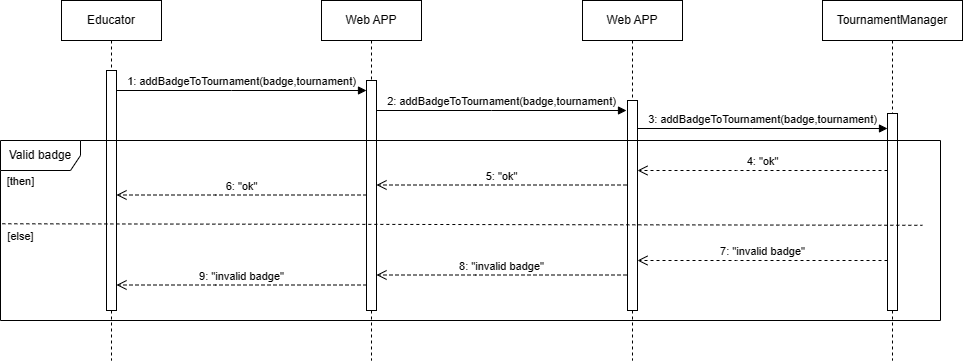 Educator
Web APP
Web APP
TournamentManager
1: addBadgeToTournament(badge,tournament)
2: addBadgeToTournament(badge,tournament)
3: addBadgeToTournament(badge,tournament)
Valid badge
4: "ok"
5: "ok"
6: "ok"
[then]
[else]
7: "invalid badge"
8: "invalid badge"
9: "invalid badge"